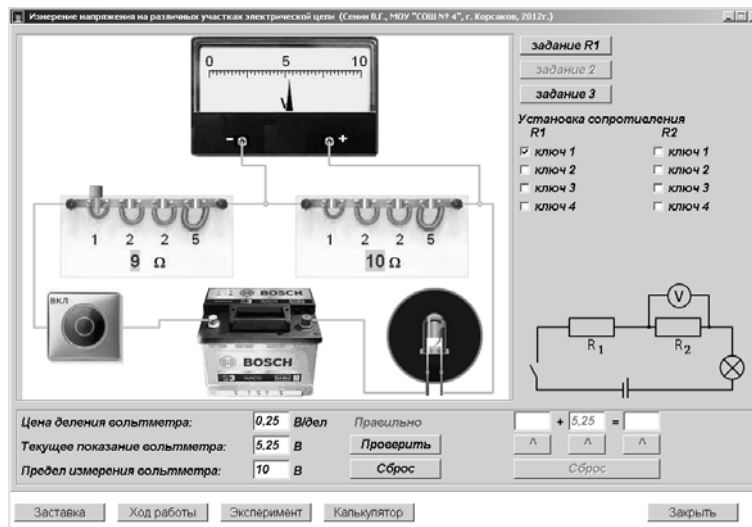 Измерение напряжения на различных участках электрической цепи (Сенин В.Г., МОУ "СОШ №4", г. Корсаков, 2012г.)
0 5 10
V
- +
задание R1
задание 2
задание 3
Установка сопротивления
R1 R2
ключ 1 ключ 1
ключ 2 ключ 2
ключ 3 ключ 3
ключ 4 ключ 4
1 2 2 5 1 2 2 5
9 Ω 10 Ω
ВКЛ
BOSCH
S3
V
R1 R2
Цена деления вольтметра: 0,25 В/дел Правильно + 5,25 =
Текущее показание вольтметра: 5,25 В Проверить ^ ^ ^
Предел измерения вольтметра: 10 В Сброс Сброс
Заставка Ход работы Эксперимент Калькулятор Закрыть